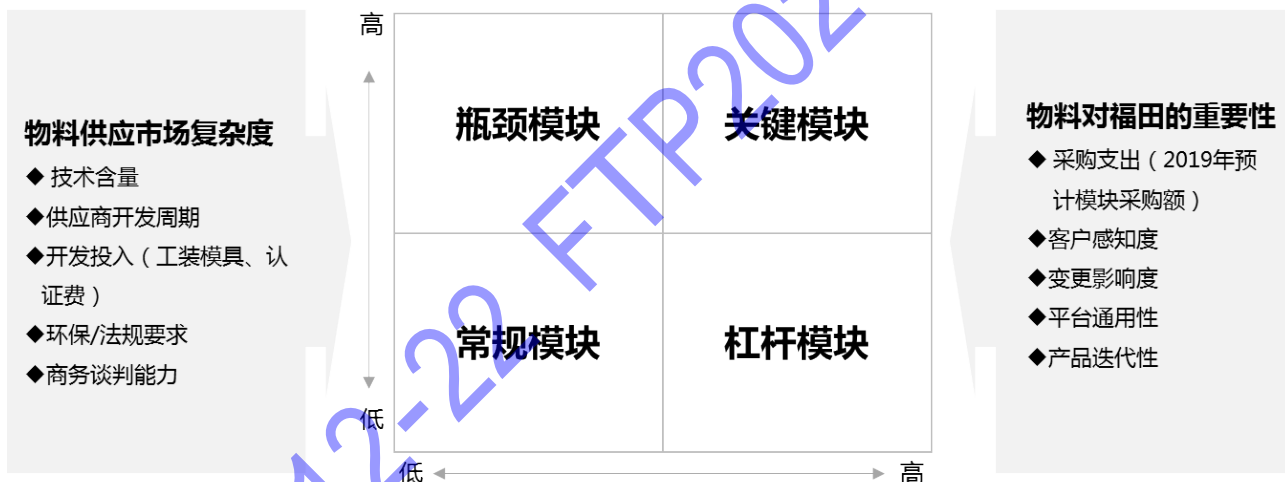 物料供应市场复杂度
◆ 技术含量
◆供应商开发周期
◆开发投入（工装模具、认
证费）
◆环保/法规要求
◆商务谈判能力
高
瓶颈模块
关键模块
常规模块
杠杆模块
低
低
高
物料对福田的重要性
◆ 采购支出（2019年预
计模块采购额）
◆客户感知度
◆变更影响度
◆平台通用性
◆产品迭代性
12-22 FTP202